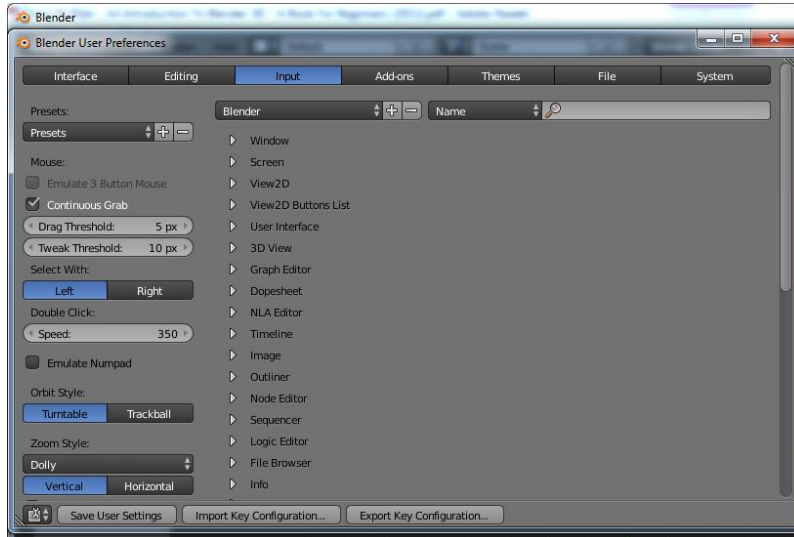 Blender
Blender User Preferences
Interface Editing Input Add-ons Themes File System
Presets:
Presets
Mouse:
Emulate 3 Button Mouse
Continuous Grab
Drag Threshold: 5 px
Tweak Threshold: 10 px
Select With:
Left Right
Double Click:
Speed: 350
Emulate Numpad
Orbit Style:
Turntable Trackball
Zoom Style:
Dolly
Vertical Horizontal
Blender Name
Window
Screen
View2D
View2D Buttons List
User Interface
3D View
Graph Editor
Dopesheet
NLA Editor
Timeline
Image
Outliner
Node Editor
Sequencer
Logic Editor
File Browser
Info
Save User Settings Import Key Configuration... Export Key Configuration...